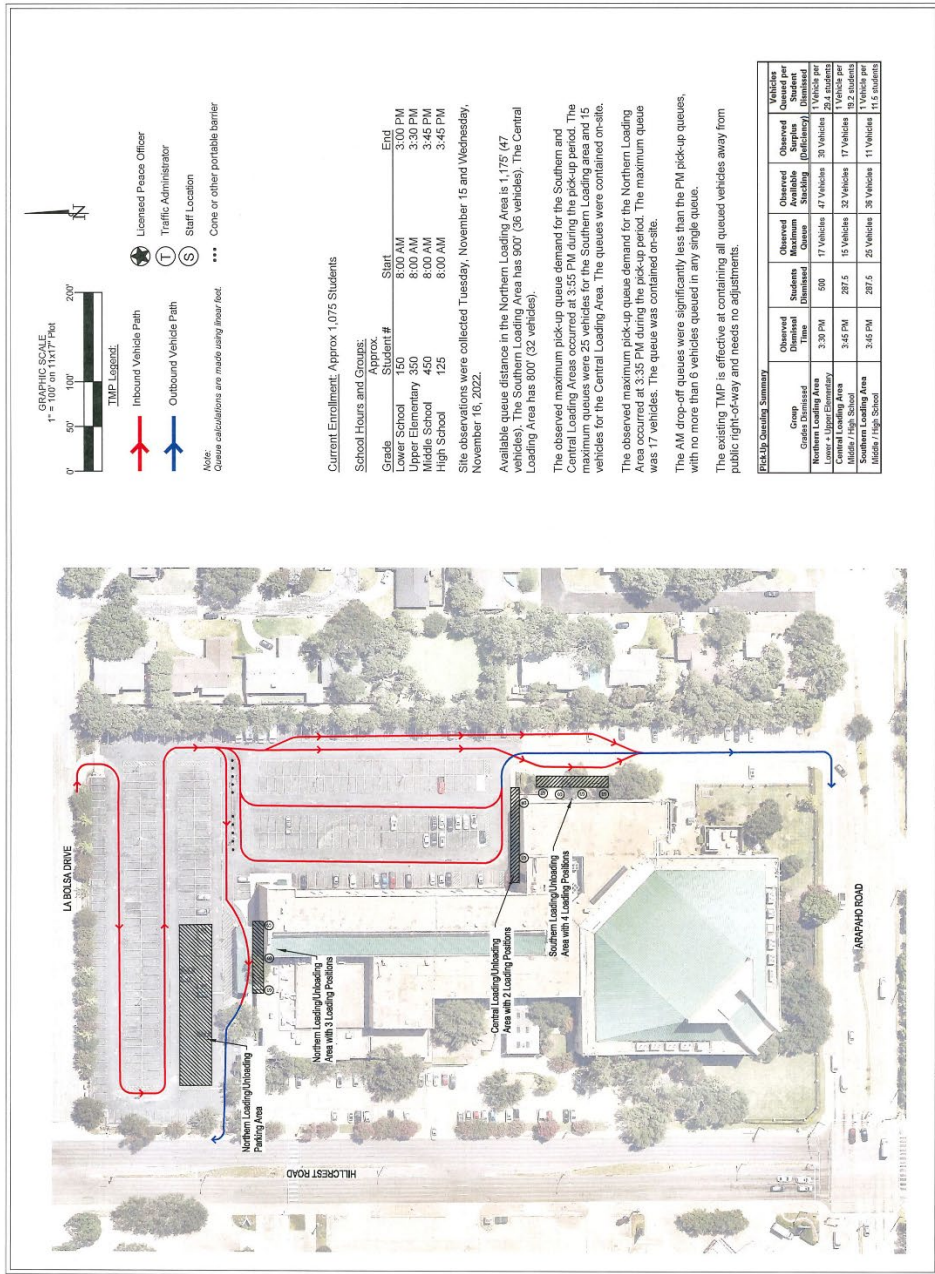 GRAPHIC SCALE
1" = 100' on 11x17" Plot
0' 50' 100' 200'
N
TMP Legend:
Inbound Vehicle Path
Outbound Vehicle Path
Licensed Peace Officer
T Traffic Administrator
S Staff Location
Cone or other portable barrier
Note:
Queue calculations are made using linear feet.
Current Enrollment: Approx 1,075 Students
School Hours and Groups:
Approx.
Grade Student # Start End
Lower School 150 8:00 AM 3:00 PM
Upper Elementary 350 8:00 AM 3:30 PM
Middle School 450 8:00 AM 3:45 PM
High School 125 8:00 AM 3:45 PM
Site observations were collected Tuesday, November 15 and Wednesday,
November 16, 2022.
Available queue distance in the Northern Loading Area is 1,175' (47
vehicles). The Southern Loading Area has 900' (36 vehicles). The Central
Loading Area has 800' (32 vehicles).
The observed maximum pick-up queue demand for the Southern and
Central Loading Areas occurred at 3:55 PM during the pick-up period. The
maximum queues were 25 vehicles for the Southern Loading area and 15
vehicles for the Central Loading Area. The queues were contained on-site.
The observed maximum pick-up queue demand for the Northern Loading
Area occurred at 3:35 PM during the pick-up period. The maximum queue
was 17 vehicles. The queue was contained on-site.
The AM drop-off queues were significantly less than the PM pick-up queues,
with no more than 6 vehicles queued in any single queue.
The existing TMP is effective at containing all queued vehicles away from
public right-of-way and needs no adjustments.
Pick-Up Queuing Summary
Group
Grades Dismissed
Observed
Dismissal
Time
Students
Dismissed
Observed
Maximum
Queue
Observed
Available
Stacking
Observed
Surplus
(Deficiency)
Vehicles
Queued per
Student
Dismissed
Northern Loading Area
Lower + Upper Elementary
3:30 PM 500 17 Vehicles 47 Vehicles 30 Vehicles
1 Vehicle per
29.4 students
Central Loading Area
Middle / High School
3:45 PM 287.5 15 Vehicles 32 Vehicles 17 Vehicles
1 Vehicle per
19.2 students
Southern Loading Area
Middle / High School
3:45 PM 287.5 25 Vehicles 36 Vehicles 11 Vehicles
1 Vehicle per
11.5 students
LA BOLSA DRIVE
HILLCREST ROAD
ARAPAHO ROAD
Northern Loading/Unloading
Parking Area
Northern Loading/Unloading
Area with 3 Loading Positions
Central Loading/Unloading
Area with 2 Loading Positions
Southern Loading/Unloading
Area with 4 Loading Positions
S
S
S
S
S
S
S
S
S